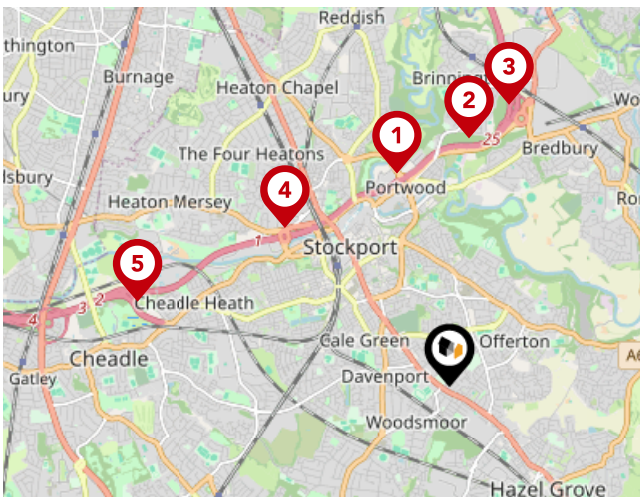 Reddish
thington
Burnage
Heaton Chapel
Brinning
3
2
Wo
ury
1
25
Bredbury
The Four Heatons
Portwood
dsbury
4
Heaton Mersey
Ro
1
Stockport
5
Cheadle Heath
4 3 2
Cale Green
Offerton
A6
Cheadle
Davenport
Gatley
Woodsmoor
Hazel Grove